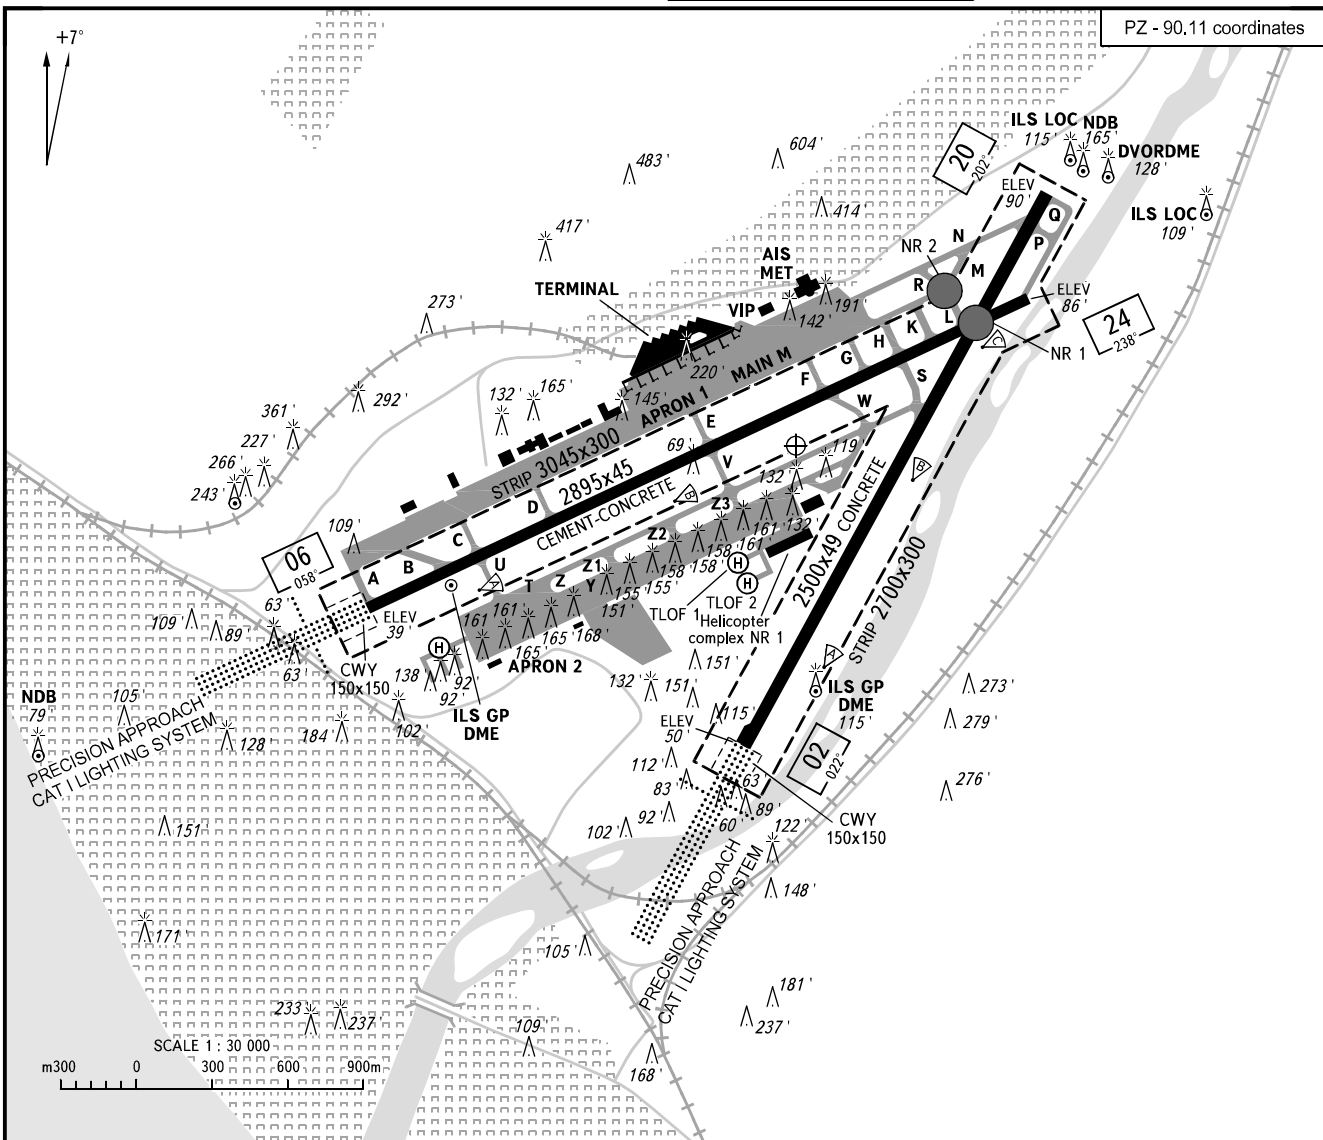 PZ - 90.11 coordinates
+7°
ILS LOC
115'
NDB
165'
DVORDME
128'
20
202°
604'
483'
ELEV
90'
414'
ILS LOC
109'
Q
P
N
417'
NR 2
M
AIS
MET
TERMINAL
R
ELEV
86'
191'
273'
VIP
142'
24
238°
L
K
H
NR 1
C
G
220'
MAIN M
F
S
292'
132'
165'
145'
APRON 1
W
361'
E
227'
69'
119'
266'
STRIP 3045x300
2895x45
V
132'
B
243'
CEMENT-CONCRETE
B
D
Z3
2500x49 CONCRETE
109'
C
Z2
161'
132'
06
058°
158'
161'
158'
A
B
U
A
T
Z
Z1
Y
158
155'
155'
H
H
STRIP 2700x300
63'
ELEV
39'
161'
161
151'
TLOF 1
TLOF 2
Helicopter
complex NR 1
109'
89'
165'
168'
165'
H
63'
CWY
150x150
138'
92'
92'
APRON 2
151'
A
NDB
79'
105'
132'
151'
ILS GP
DME
115'
273'
102'
ILS GP
DME
115'
279'
128'
184'
ELEV
50'
02
022°
PRECISION APPROACH
CAT I LIGHTING SYSTEM
112'
83'
63
276'
89'
92'
60'
151'
102'
122'
CWY
150x150
148'
171'
105'
PRECISION APPROACH
CAT I LIGHTING SYSTEM
181'
233'
237'
109'
237'
SCALE 1 : 30 000
168'
m300 0 300 600 900m